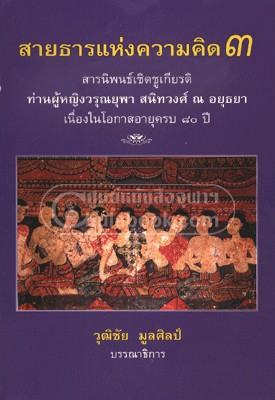 สายธารแห่งความคิด ๓
สารนิพนธ์เชิดชูเกียรติ
ท่านผู้หญิงวรุณยุพา สนิทวงศ์ ณ อยุธยา
เนื่องในโอกาสอายุครบ ๘๐ ปี
วุฒิชัย มูลศิลป์
บรรณาธิการ